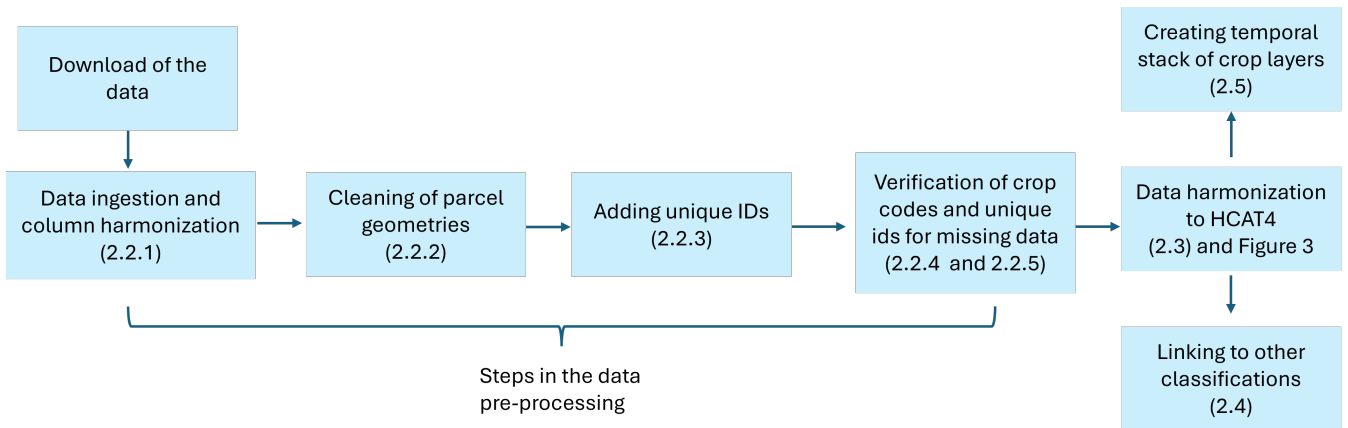 Download of the
data
Data ingestion and
column harmonization
(2.2.1)
Cleaning of parcel
geometries
(2.2.2)
Adding unique IDs
(2.2.3)
Verification of crop
codes and unique
ids for missing data
(2.2.4 and 2.2.5)
Creating temporal
stack of crop layers
(2.5)
Data harmonization
to HCAT4
(2.3) and Figure 3
Linking to other
classifications
(2.4)
Steps in the data
pre-processing